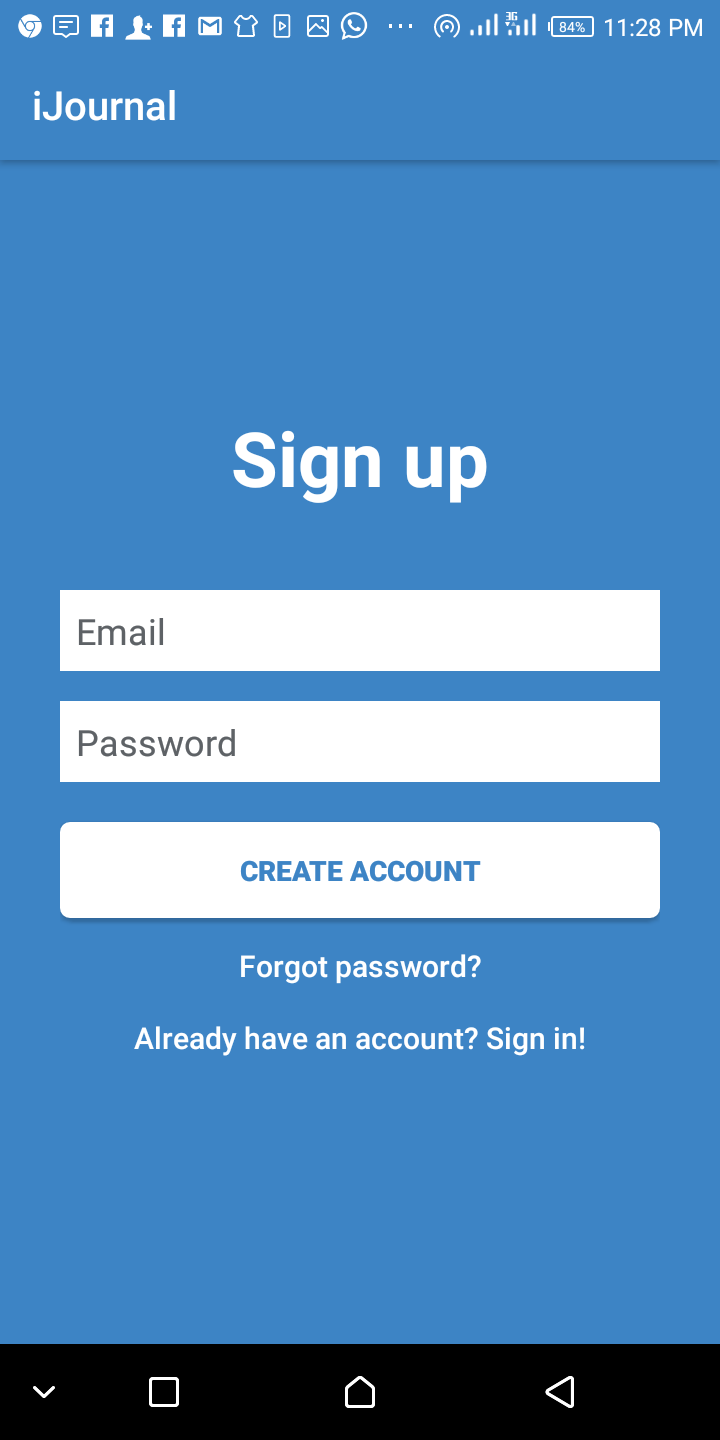 3G 84% 11:28 PM
iJournal
Sign up
Email
Password
CREATE ACCOUNT
Forgot password?
Already have an account? Sign in!